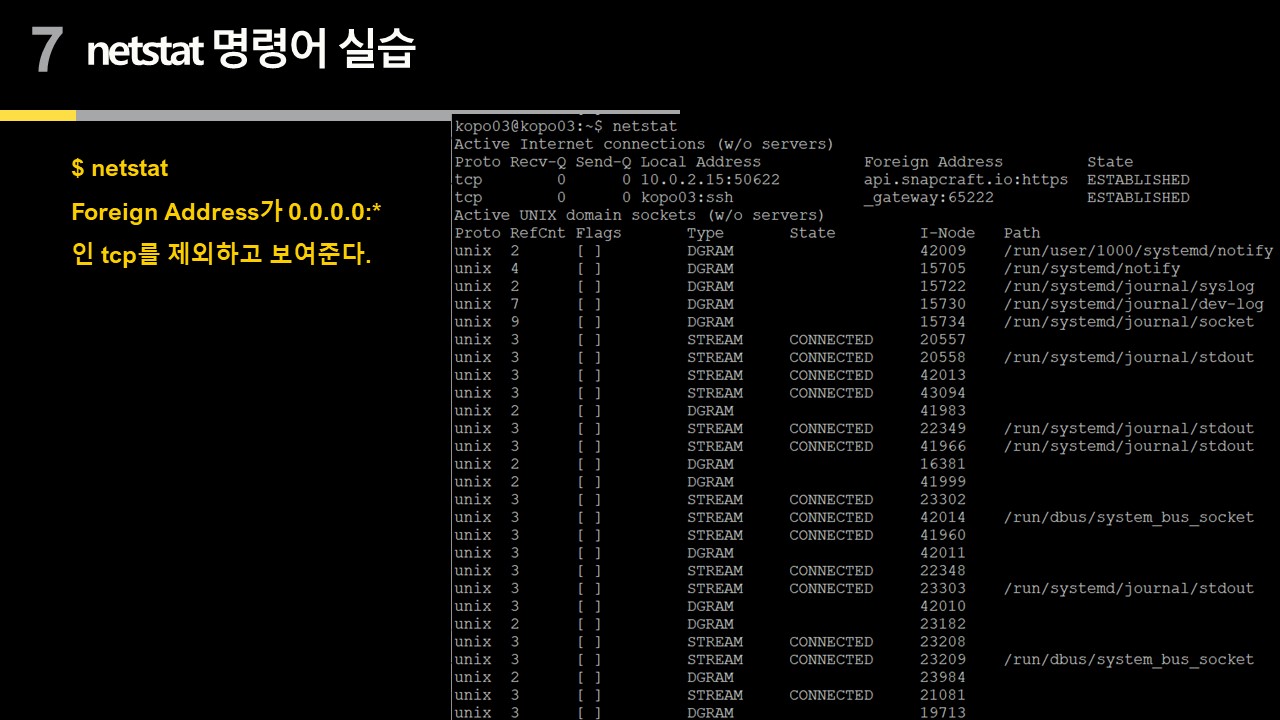 7 netstat 명령어 실습
$ netstat
Foreign Address가 0.0.0.0:*
인 tcp를 제외하고 보여준다.
kopo03@kopo03:~$ netstat
Active Internet connections (w/o servers)
Proto Recv-Q Send-Q Local Address Foreign Address State
tcp 0 0 10.0.2.15:50622 api.snapcraft.io:https ESTABLISHED
tcp 0 0 kopo03:ssh _gateway:65222 ESTABLISHED
Active UNIX domain sockets (w/o servers)
Proto RefCnt Flags Type State I-Node Path
unix 2 [ ] DGRAM 42009 /run/user/1000/systemd/notify
unix 4 [ ] DGRAM 15705 /run/systemd/notify
unix 2 [ ] DGRAM 15722 /run/systemd/journal/syslog
unix 7 [ ] DGRAM 15730 /run/systemd/journal/dev-log
unix 9 [ ] DGRAM 15734 /run/systemd/journal/socket
unix 3 [ ] STREAM CONNECTED 20557
unix 3 [ ] STREAM CONNECTED 20558 /run/systemd/journal/stdout
unix 3 [ ] STREAM CONNECTED 42013
unix 3 [ ] STREAM CONNECTED 43094
unix 2 [ ] DGRAM 41983
unix 3 [ ] STREAM CONNECTED 22349 /run/systemd/journal/stdout
unix 3 [ ] STREAM CONNECTED 41966 /run/systemd/journal/stdout
unix 2 [ ] DGRAM 16381
unix 2 [ ] DGRAM 41999
unix 3 [ ] STREAM CONNECTED 23302
unix 3 [ ] STREAM CONNECTED 42014 /run/dbus/system_bus_socket
unix 3 [ ] STREAM CONNECTED 41960
unix 3 [ ] DGRAM 42011
unix 3 [ ] STREAM CONNECTED 22348
unix 3 [ ] STREAM CONNECTED 23303 /run/systemd/journal/stdout
unix 3 [ ] DGRAM 42010
unix 2 [ ] DGRAM 23182
unix 3 [ ] STREAM CONNECTED 23208
unix 3 [ ] STREAM CONNECTED 23209 /run/dbus/system_bus_socket
unix 2 [ ] DGRAM 23984
unix 3 [ ] STREAM CONNECTED 21081
unix 3 [ ] DGRAM 19713